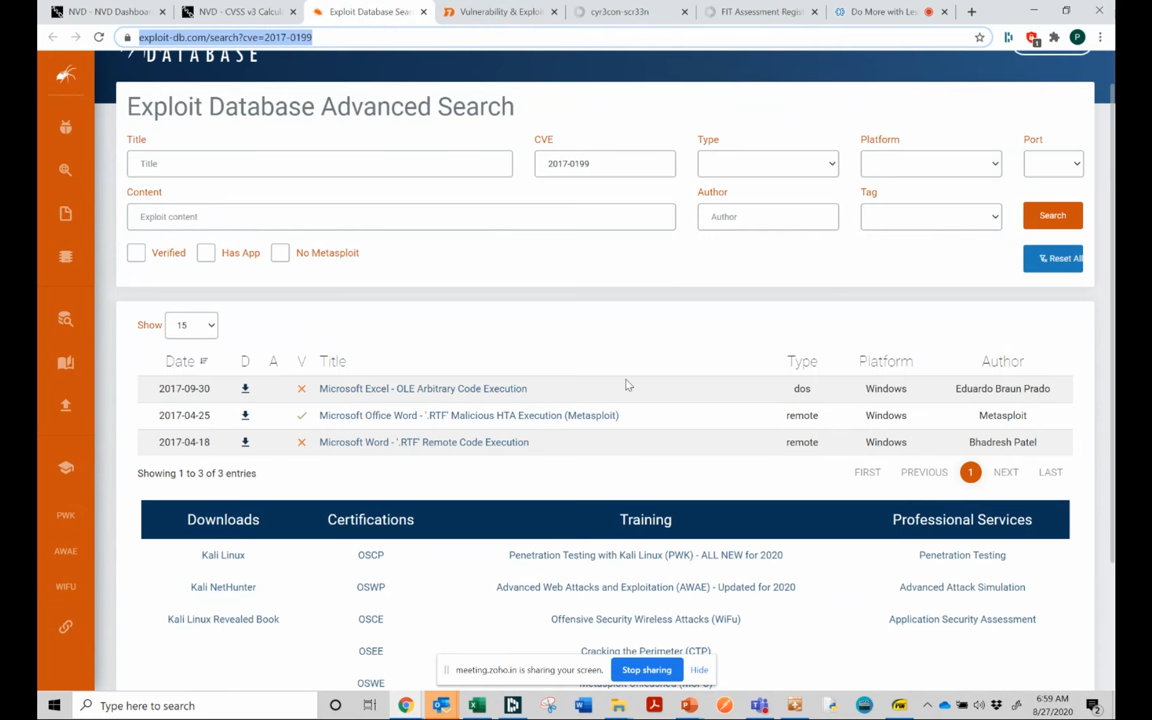 NVD - NVD Dashboar
NVD - CVSS v3 Calcula
Exploit Database Sear
Vulnerability & Exploi
cyr3con-scr33n
FIT Assessment Regis
Do More with Les
exploit-db.com/search?cve=2017-0199
1
P
DATABASE
Exploit Database Advanced Search
Title CVE Type Platform Port
Title 2017-0199
Content Author Tag
Exploit content Author
Search
Verified Has App No Metasploit
Reset All
Show 15
Date D A V Title Type Platform Author
2017-09-30 Microsoft Excel - OLE Arbitrary Code Execution dos Windows Eduardo Braun Prado
2017-04-25 Microsoft Office Word - '.RTF' Malicious HTA Execution (Metasploit) remote Windows Metasploit
2017-04-18 Microsoft Word - '.RTF' Remote Code Execution remote Windows Bhadresh Patel
Showing 1 to 3 of 3 entries FIRST PREVIOUS 1 NEXT LAST
Downloads Certifications Training Professional Services
Kali Linux OSCP Penetration Testing with Kali Linux (PWK) - ALL NEW for 2020 Penetration Testing
Kali NetHunter OSWP Advanced Web Attacks and Exploitation (AWAE) - Updated for 2020 Advanced Attack Simulation
Kali Linux Revealed Book OSCE Offensive Security Wireless Attacks (WiFu) Application Security Assessment
OSEE Cracking the Perimeter (CTP)
OSWE
PWK
AWAE
WIFU
meeting.zoho.in is sharing your screen. Stop sharing Hide
Type here to search
6:59 AM
8/27/2020
2